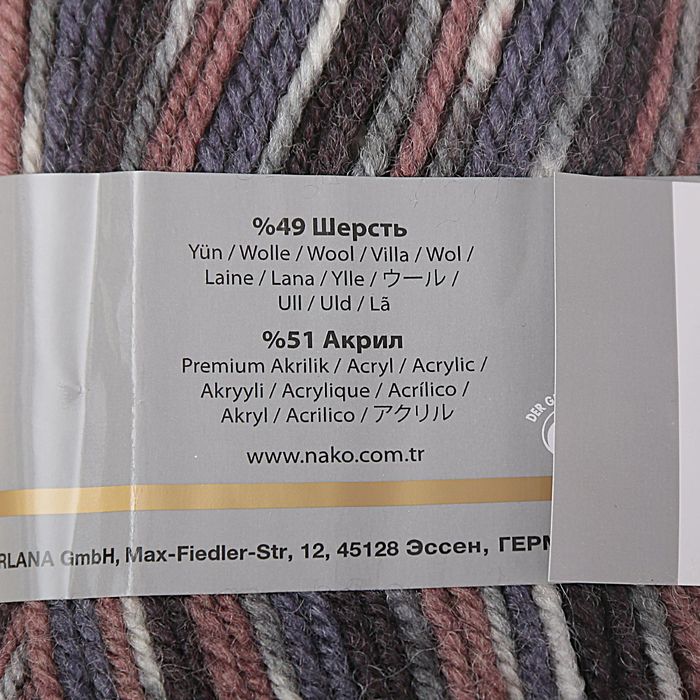 %49 Шерсть
Yün / Wolle / Wool / Villa / Wol /
Laine / Lana / Ylle / ウール /
Ull / Uld / Lã
%51 Акрил
Premium Akrilik / Acryl / Acrylic /
Akryyli / Acrylique / Acrílico /
Akryl / Acrilico / アクリル
DER G
www.nako.com.tr
RLANA GmbH, Max-Fiedler-Str, 12, 45128 Эссен, ГЕРМ